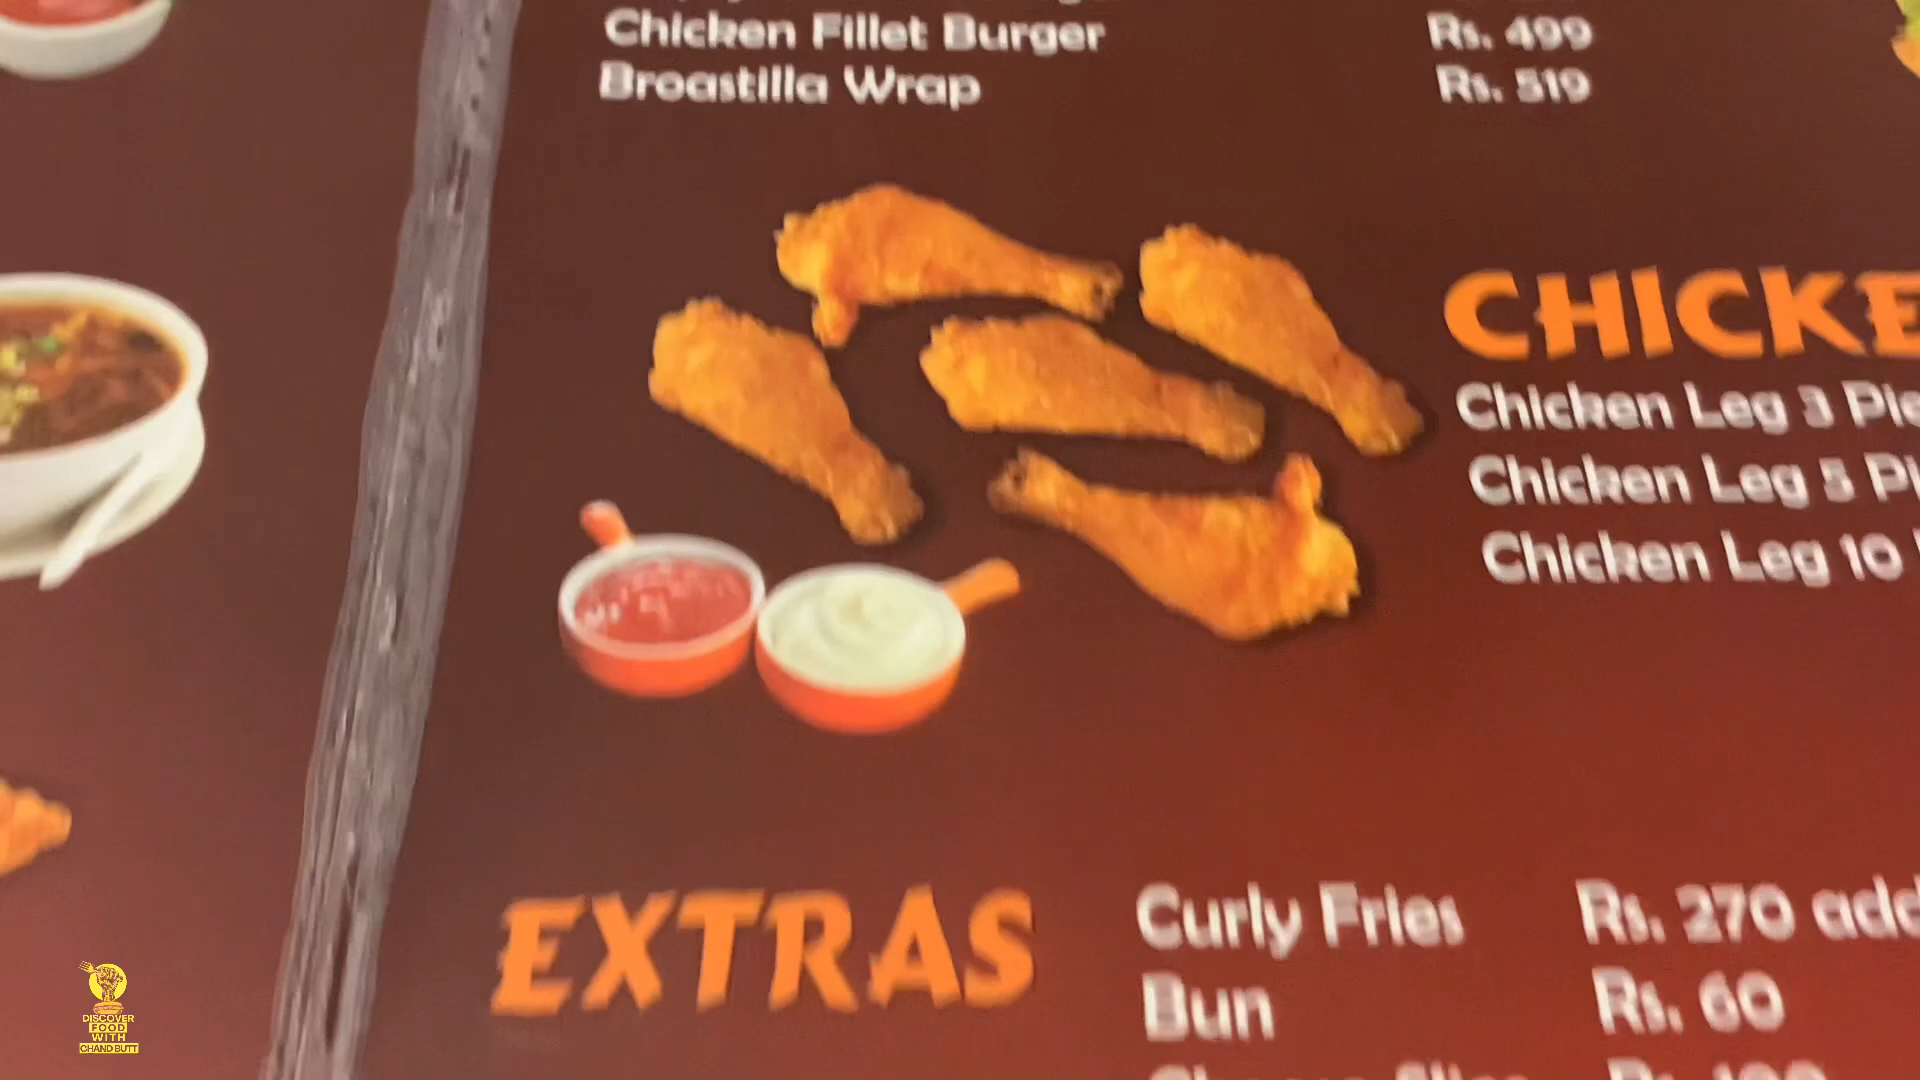 Chicken Fillet Burger Rs. 499
Broastilla Wrap Rs. 519
CHICKE
Chicken Leg 3 Pie
Chicken Leg 5 Pi
Chicken Leg 10
EXTRAS
Curly Fries Rs. 270 add
Bun Rs. 60
DISCOVER
FOOD
WITH
CHAND BUTT